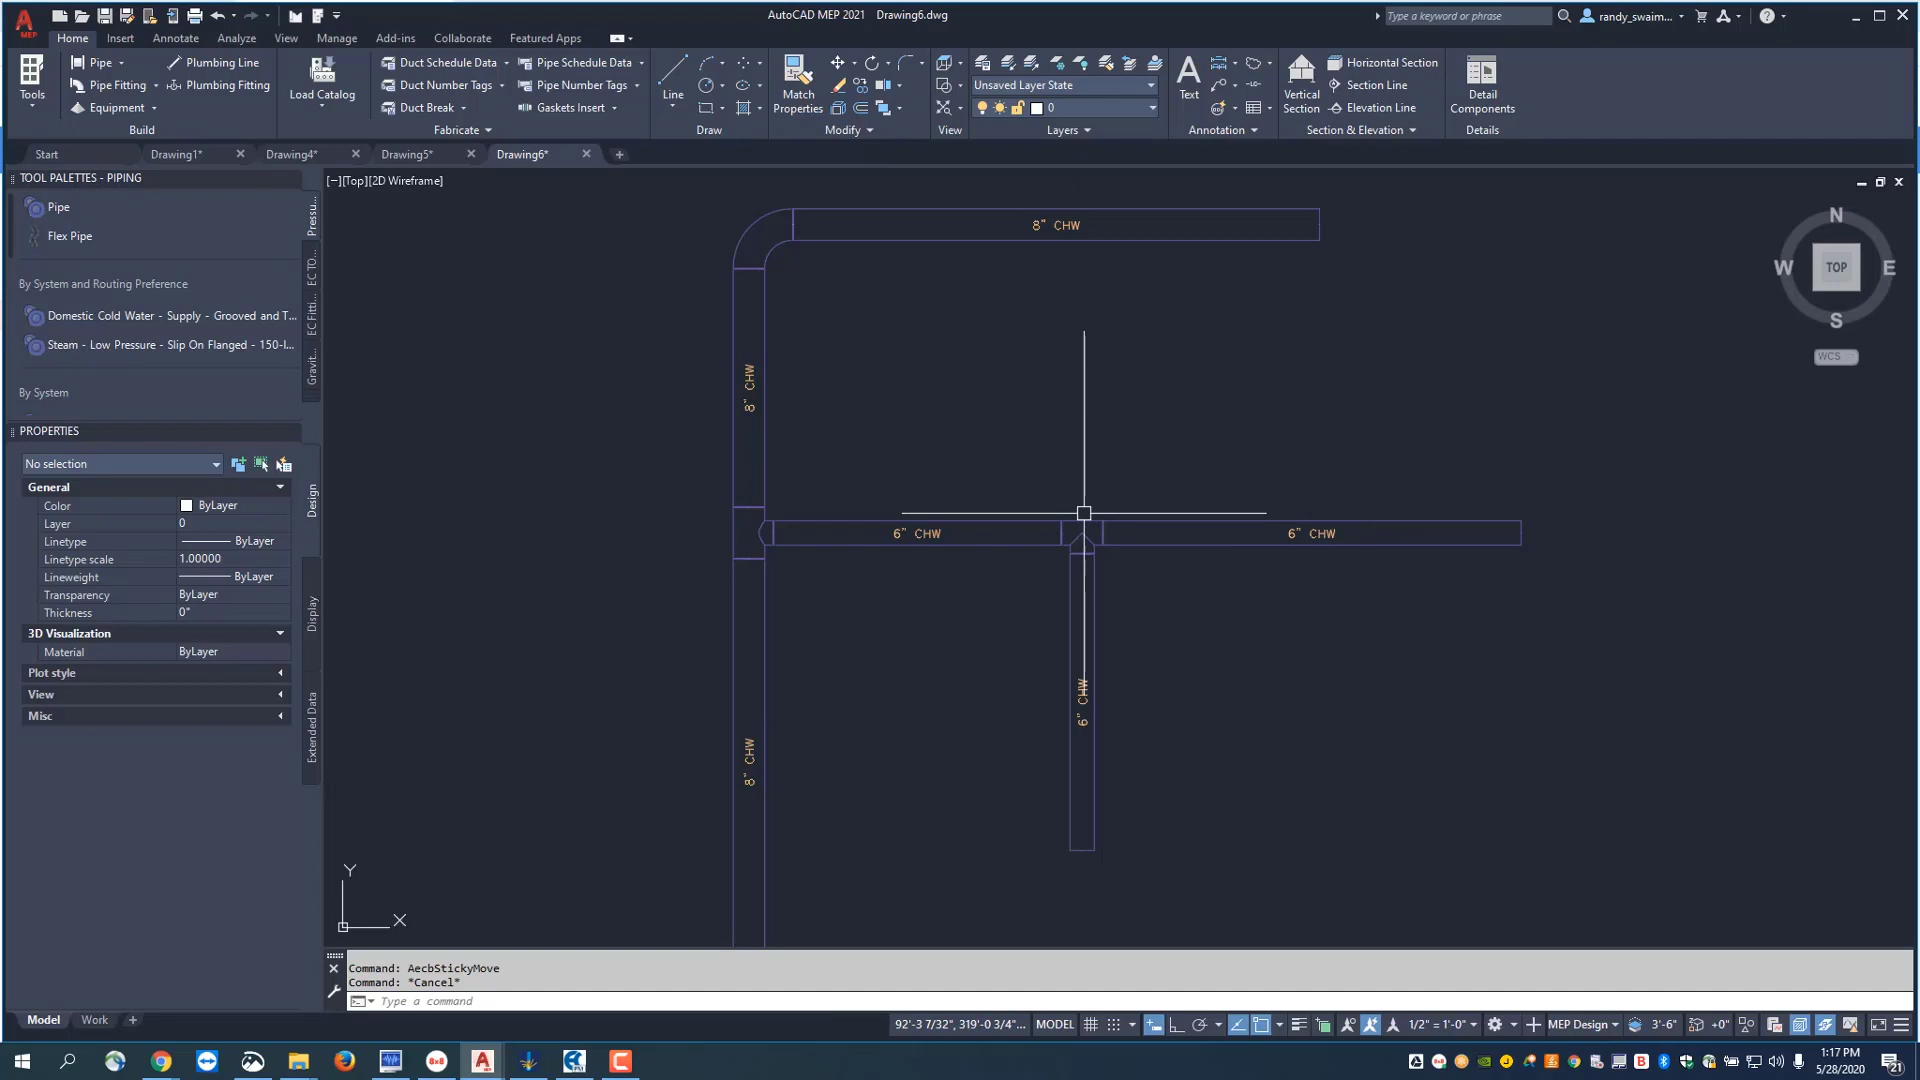 AutoCAD MEP 2021 Drawing6.dwg
Type a keyword or phrase
randy_swaim...
Home Insert Annotate Analyze View Manage Add-ins Collaborate Featured Apps
Tools
Pipe
Pipe Fitting
Equipment
Plumbing Line
Plumbing Fitting
Build
Load Catalog
Duct Schedule Data
Duct Number Tags
Duct Break
Pipe Schedule Data
Pipe Number Tags
Gaskets Insert
Fabricate
Line
Draw
Match
Properties
Modify
View
Unsaved Layer State
0
Layers
Text
Annotation
Vertical
Section
Horizontal Section
Section Line
Elevation Line
Section & Elevation
Detail
Components
Details
Start Drawing1* Drawing4* Drawing5* Drawing6*
TOOL PALETTES - PIPING
Pipe
Flex Pipe
By System and Routing Preference
Domestic Cold Water - Supply - Grooved and T...
Steam - Low Pressure - Slip On Flanged - 150-l...
By System
Pressu...
EC TO...
EC Fitti...
Gravit...
PROPERTIES
No selection
General
Color ByLayer
Layer 0
Linetype ByLayer
Linetype scale 1.00000
Lineweight ByLayer
Transparency ByLayer
Thickness 0"
3D Visualization
Material ByLayer
Plot style
View
Misc
Design
Display
Extended Data
[−][Top][2D Wireframe]
8" CHW
8" CHW
6" CHW
6" CHW
6" CHW
8" CHW
N
W TOP E
S
WCS
Y
X
Command: AecbStickyMove
Command: *Cancel*
Type a command
Model Work
92'-3 7/32", 319'-0 3/4"... MODEL 1/2" = 1'-0" MEP Design 3'-6" +0"
8x8
1:17 PM
5/28/2020
21